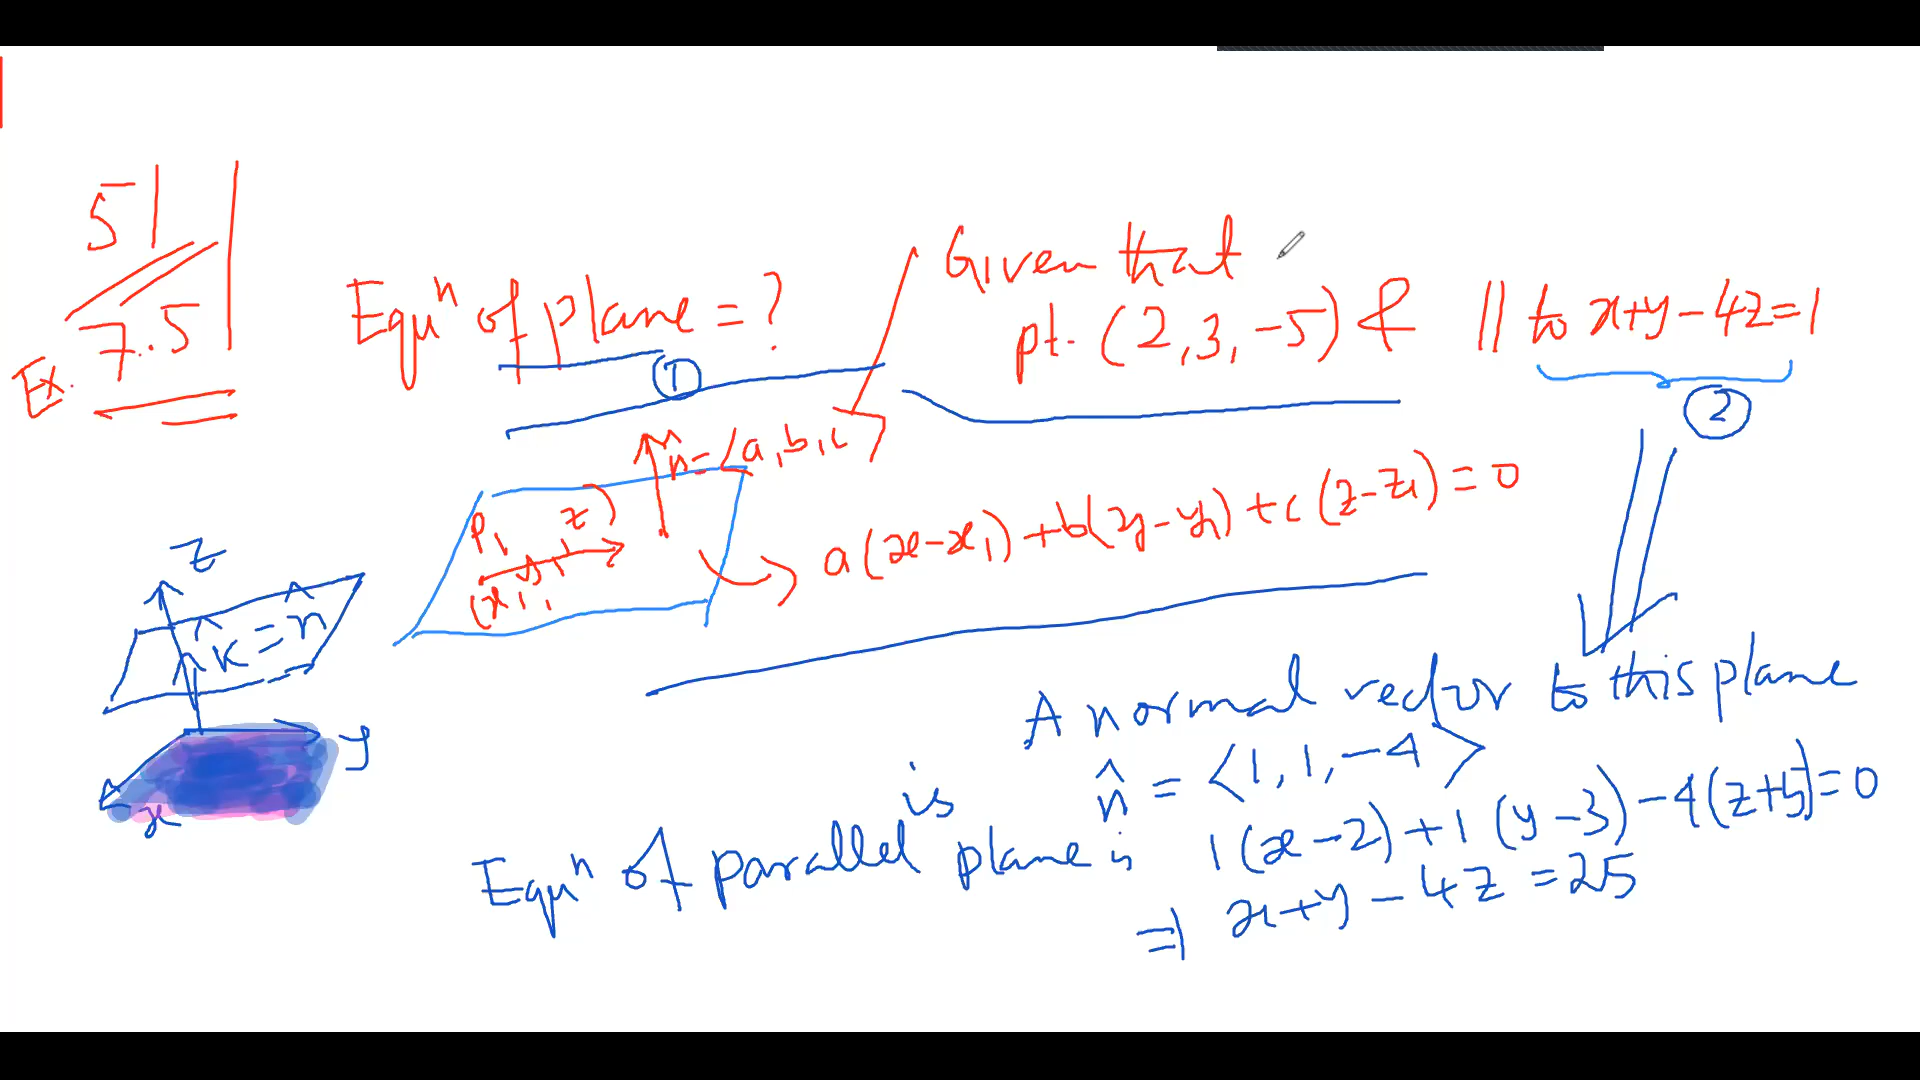 51
Ex. 7.5
Equⁿ of plane = ?
Given that
pt. (2, 3, -5) & || to x+y-4z=1
①
②
n̂ = ⟨a, b, c⟩
P₁
(x₁, y₁, z₁)
a(x-x₁)+b(y-y₁)+c(z-z₁)=0
z
k̂ = n̂
y
x
A normal vector to this plane
is n̂ = ⟨1, 1, -4⟩
Equⁿ of parallel plane is 1(x-2)+1(y-3)-4(z+5)=0
⇒ x+y-4z=25